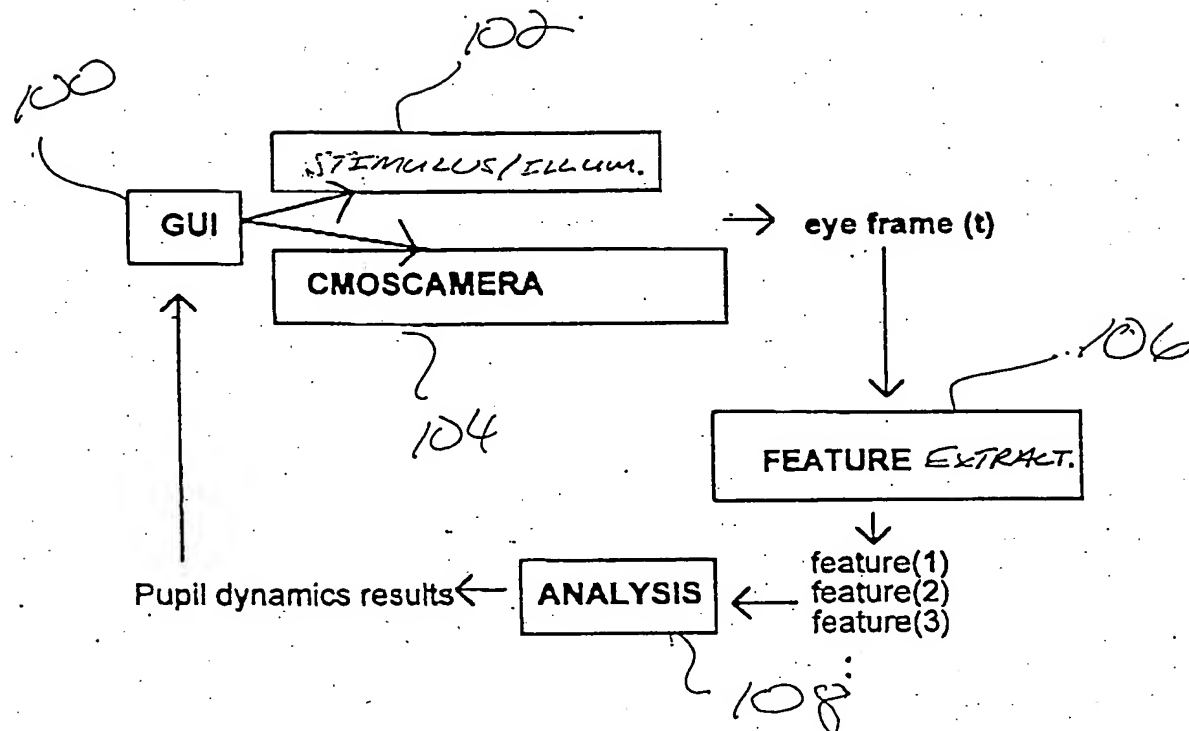 102
100
STIMULUS/ILLUM.
GUI
eye frame (t)
CMOSCAMERA
104
106
FEATURE EXTRACT.
feature(1)
feature(2)
feature(3)
Pupil dynamics results
ANALYSIS
108